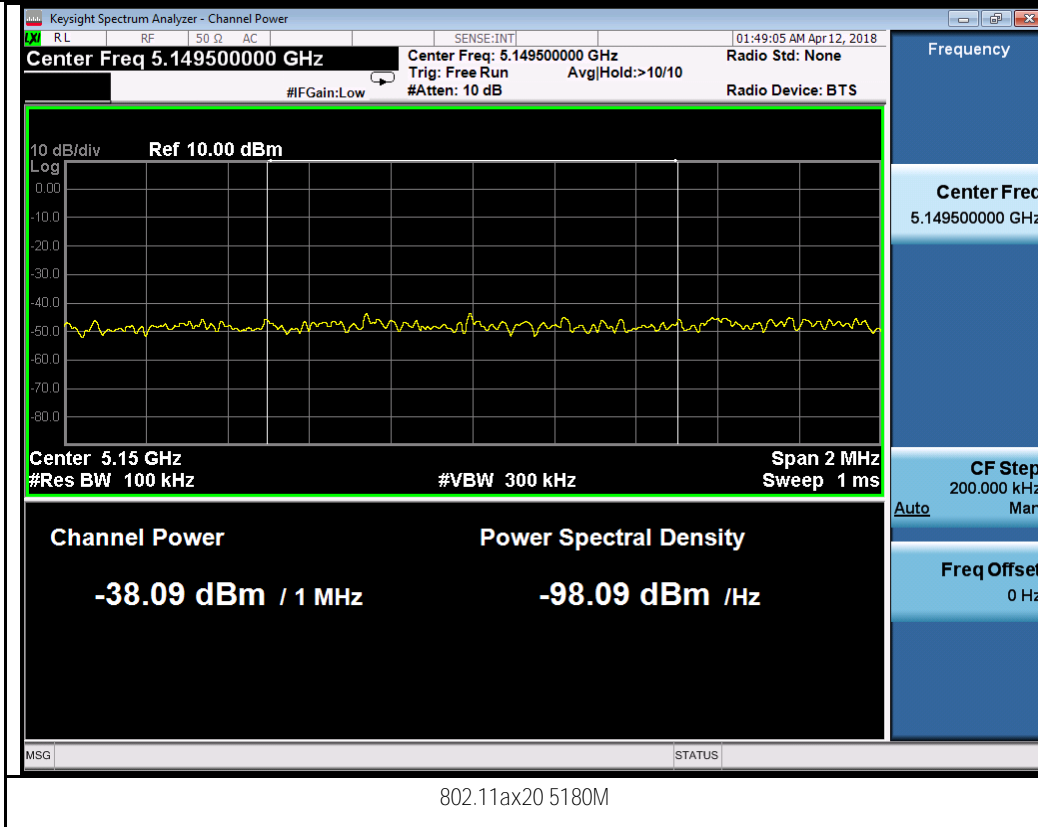 Keysight Spectrum Analyzer - Channel Power
LXI RL RF 50 Ω AC SENSE:INT 01:49:05 AM Apr 12, 2018
Center Freq 5.149500000 GHz
#IFGain:Low
Center Freq: 5.149500000 GHz
Trig: Free Run Avg|Hold:>10/10
#Atten: 10 dB
Radio Std: None
Radio Device: BTS
10 dB/div Ref 10.00 dBm
Log
0.00
-10.0
-20.0
-30.0
-40.0
-50.0
-60.0
-70.0
-80.0
Center 5.15 GHz Span 2 MHz
#Res BW 100 kHz #VBW 300 kHz Sweep 1 ms
Channel Power Power Spectral Density
-38.09 dBm / 1 MHz -98.09 dBm /Hz
Frequency
Center Freq
5.149500000 GHz
CF Step
200.000 kHz
Auto Man
Freq Offset
0 Hz
MSG STATUS
802.11ax20 5180M